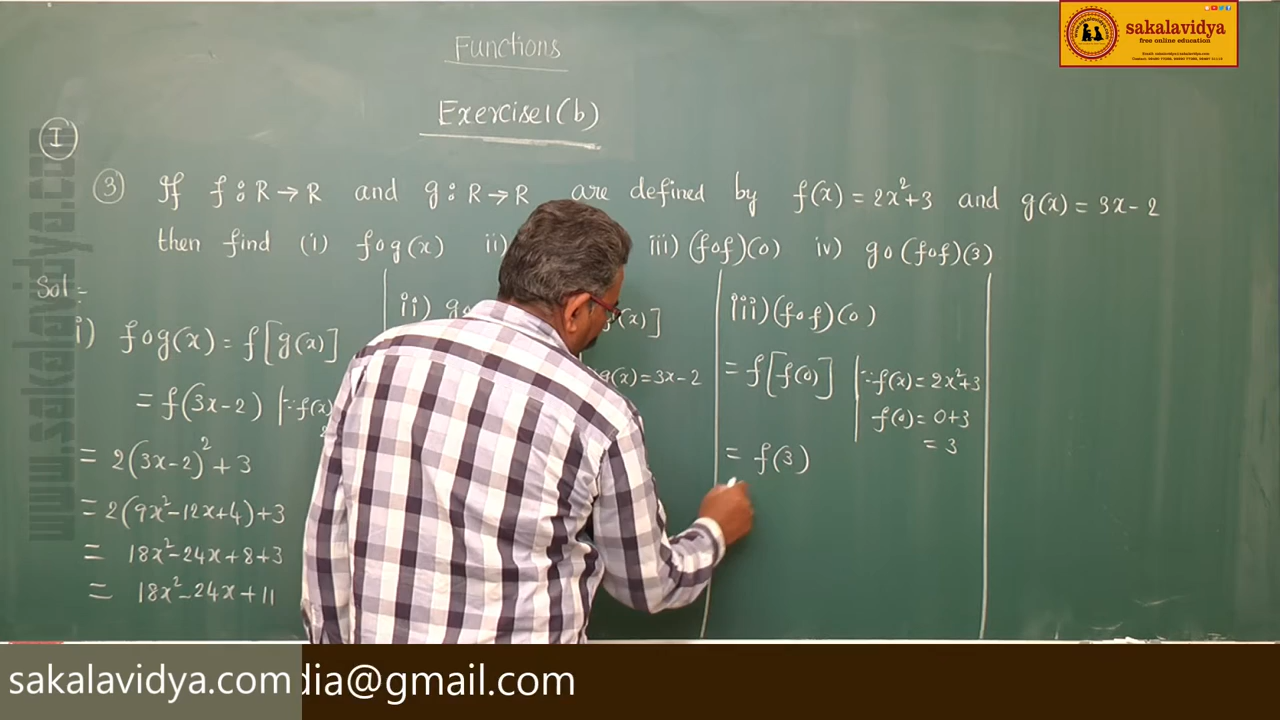 sakalavidya
free online education
Functions
Exercise 1(b)
I
3 If f : R → R and g : R → R are defined by f(x) = 2x²+3 and g(x) = 3x - 2
then find (i) fog(x) ii) iii) (fof)(0) iv) go(fof)(3)
Sol:-
i) fog(x) = f[g(x)]
= f(3x-2) | ∵ f(x)
= 2(3x-2)² + 3
= 2(9x²-12x+4)+3
= 18x²-24x+8+3
= 18x²-24x+11
ii) go (x)]
g(x)=3x-2
iii) (fof)(0)
= f[f(0)] | ∵ f(x) = 2x²+3
f(0) = 0+3
= 3
= f(3)
www.sakalavidya.com
sakalavidya.com dia@gmail.com